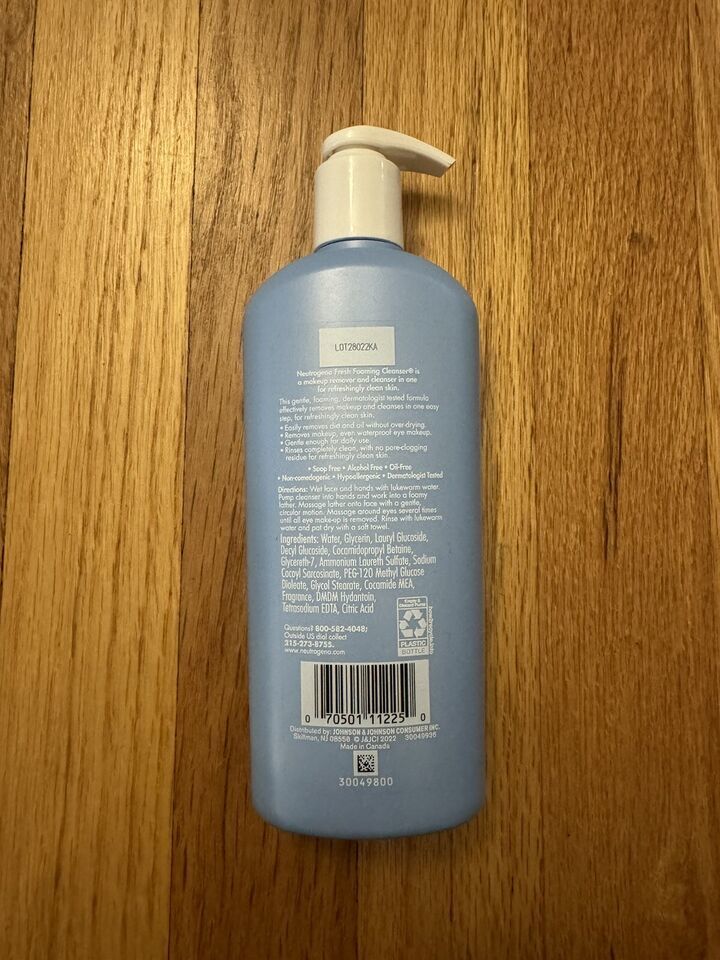 LOT28022KA
Neutrogena Fresh Foaming Cleanser® is
a makeup remover and cleanser in one
for refreshingly clean skin.
This gentle, foaming, dermatologist tested formula
effectively removes makeup and cleanses in one easy
step, for refreshingly clean skin.
• Easily removes dirt and oil without over-drying.
• Removes makeup, even waterproof eye makeup.
• Gentle enough for daily use.
• Rinses completely clean, with no pore-clogging
residue for refreshingly clean skin.
• Soap Free • Alcohol Free • Oil-Free
• Non-comedogenic • Hypoallergenic • Dermatologist Tested
Directions: Wet face and hands with lukewarm water.
Pump cleanser into hands and work into a foamy
lather. Massage lather onto face with a gentle,
circular motion. Massage around eyes several times
until all eye make-up is removed. Rinse with lukewarm
water and pat dry with a soft towel.
Ingredients: Water, Glycerin, Lauryl Glucoside,
Decyl Glucoside, Cocamidopropyl Betaine,
Glycereth-7, Ammonium Laureth Sulfate, Sodium
Cocoyl Sarcosinate, PEG-120 Methyl Glucose
Dioleate, Glycol Stearate, Cocamide MEA,
Fragrance, DMDM Hydantoin,
Tetrasodium EDTA, Citric Acid
Empty &
Discard Pump
PLASTIC
BOTTLE
how2recycle.info
Questions? 800-582-4048;
Outside US dial collect
215-273-8755.
www.neutrogena.com
0 70501 11225 0
Distributed by: JOHNSON & JOHNSON CONSUMER INC.
Skillman, NJ 08558 © J&JCI 2022 30049936
Made in Canada
30049800